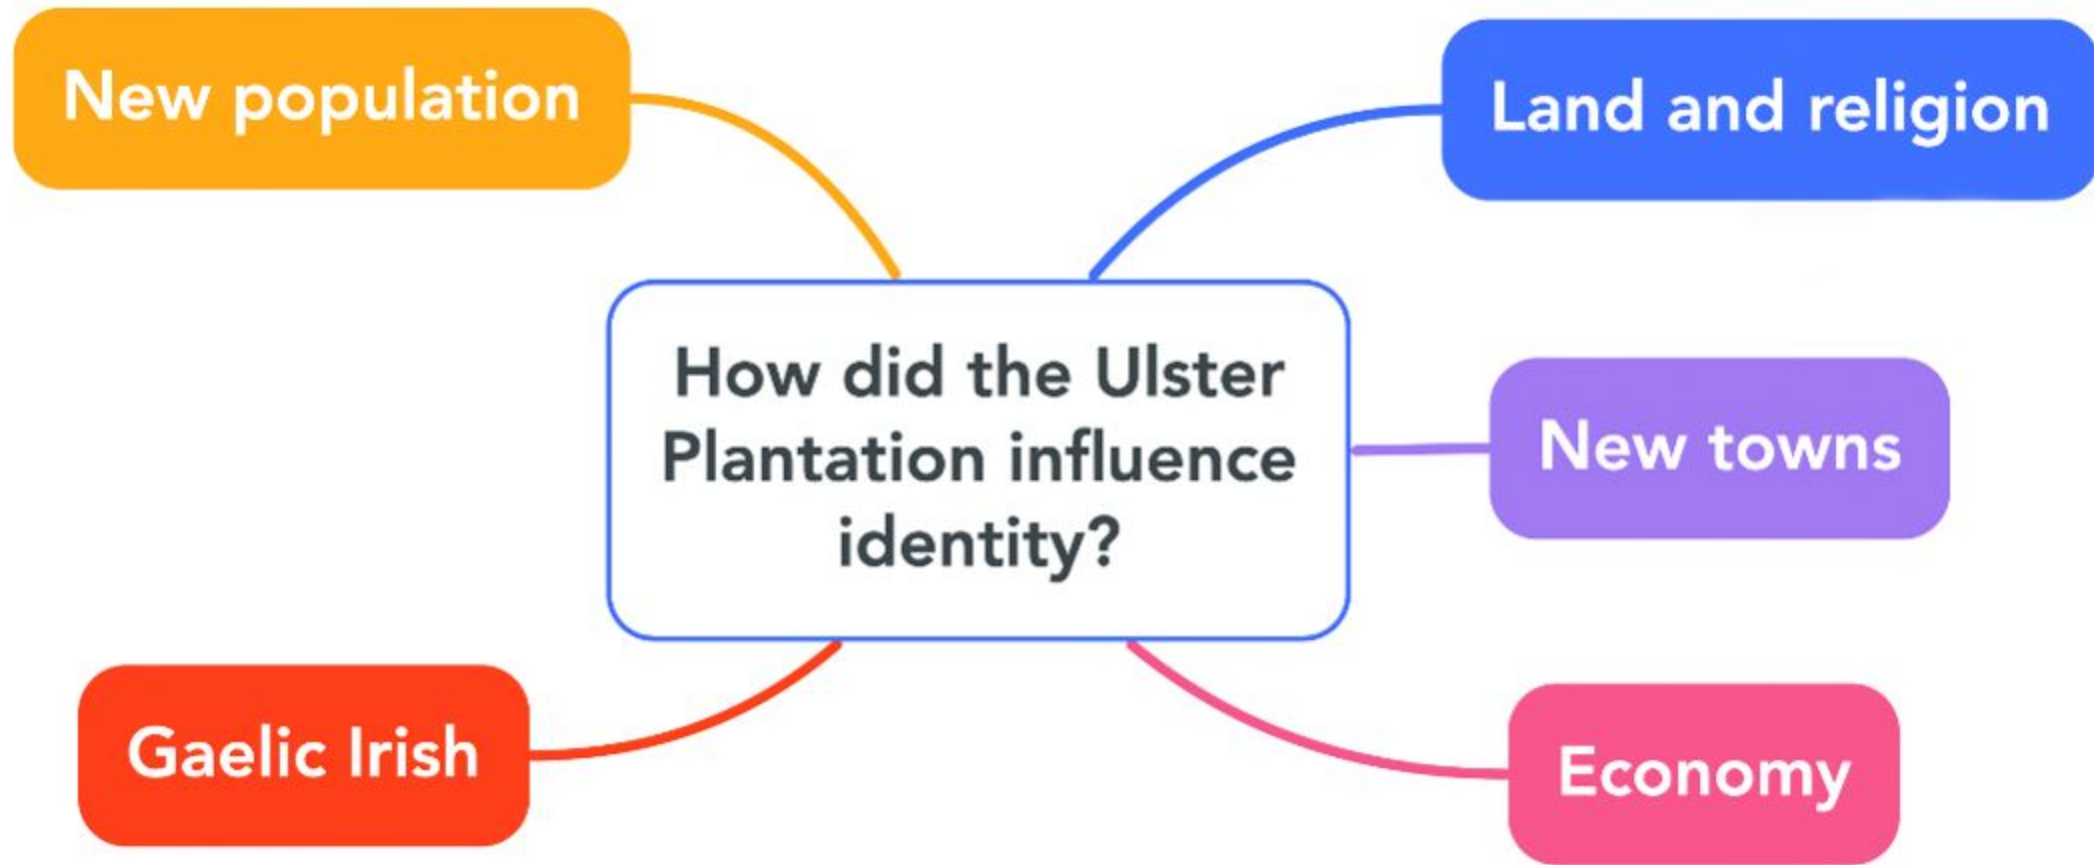 New population
Land and religion
How did the Ulster
Plantation influence
identity?
New towns
Gaelic Irish
Economy